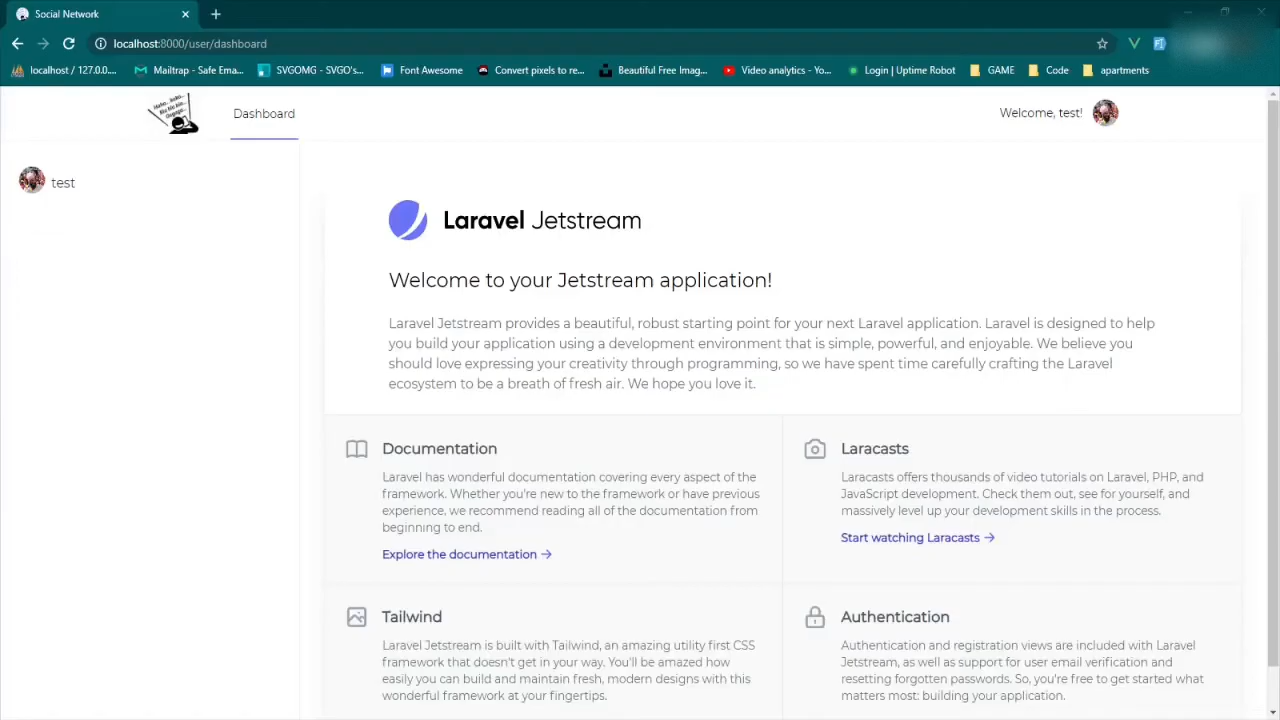 Social Network
localhost:8000/user/dashboard
localhost / 127.0.0....
Mailtrap - Safe Ema...
SVGOMG - SVGO's...
Font Awesome
Convert pixels to re...
Beautiful Free Imag...
Video analytics - Yo...
Login | Uptime Robot
GAME
Code
apartments
Dashboard
Welcome, test!
test
Laravel Jetstream
Welcome to your Jetstream application!
Laravel Jetstream provides a beautiful, robust starting point for your next Laravel application. Laravel is designed to help
you build your application using a development environment that is simple, powerful, and enjoyable. We believe you
should love expressing your creativity through programming, so we have spent time carefully crafting the Laravel
ecosystem to be a breath of fresh air. We hope you love it.
Documentation
Laravel has wonderful documentation covering every aspect of the
framework. Whether you're new to the framework or have previous
experience, we recommend reading all of the documentation from
beginning to end.
Explore the documentation →
Laracasts
Laracasts offers thousands of video tutorials on Laravel, PHP, and
JavaScript development. Check them out, see for yourself, and
massively level up your development skills in the process.
Start watching Laracasts →
Tailwind
Laravel Jetstream is built with Tailwind, an amazing utility first CSS
framework that doesn't get in your way. You'll be amazed how
easily you can build and maintain fresh, modern designs with this
wonderful framework at your fingertips.
Authentication
Authentication and registration views are included with Laravel
Jetstream, as well as support for user email verification and
resetting forgotten passwords. So, you're free to get started what
matters most: building your application.